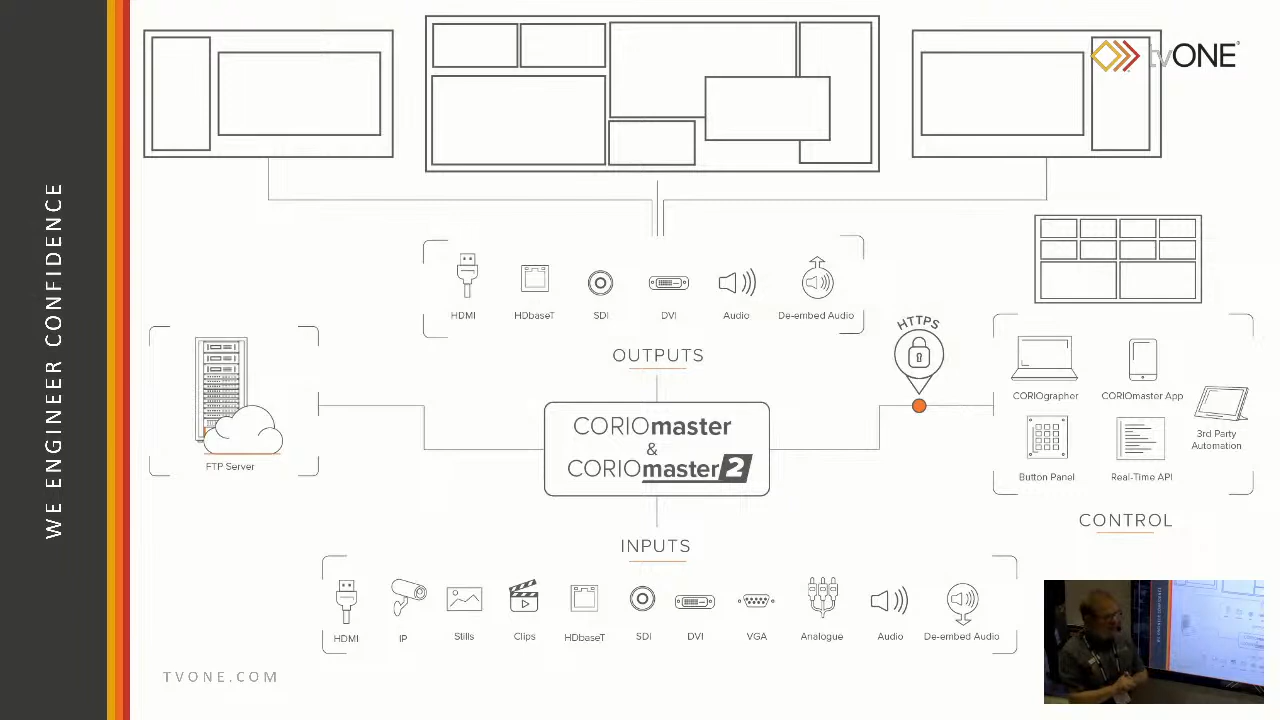 WE ENGINEER CONFIDENCE
tvONE
HDMI
HDbaseT
SDI
DVI
Audio
De-embed Audio
OUTPUTS
HTTPS
FTP Server
CORIOmaster
&
CORIOmaster2
CORIOgrapher
CORIOmaster App
3rd Party
Automation
Button Panel
Real-Time API
CONTROL
INPUTS
HDMI
IP
Stills
Clips
HDbaseT
SDI
DVI
VGA
Analogue
Audio
De-embed Audio
TVONE.COM